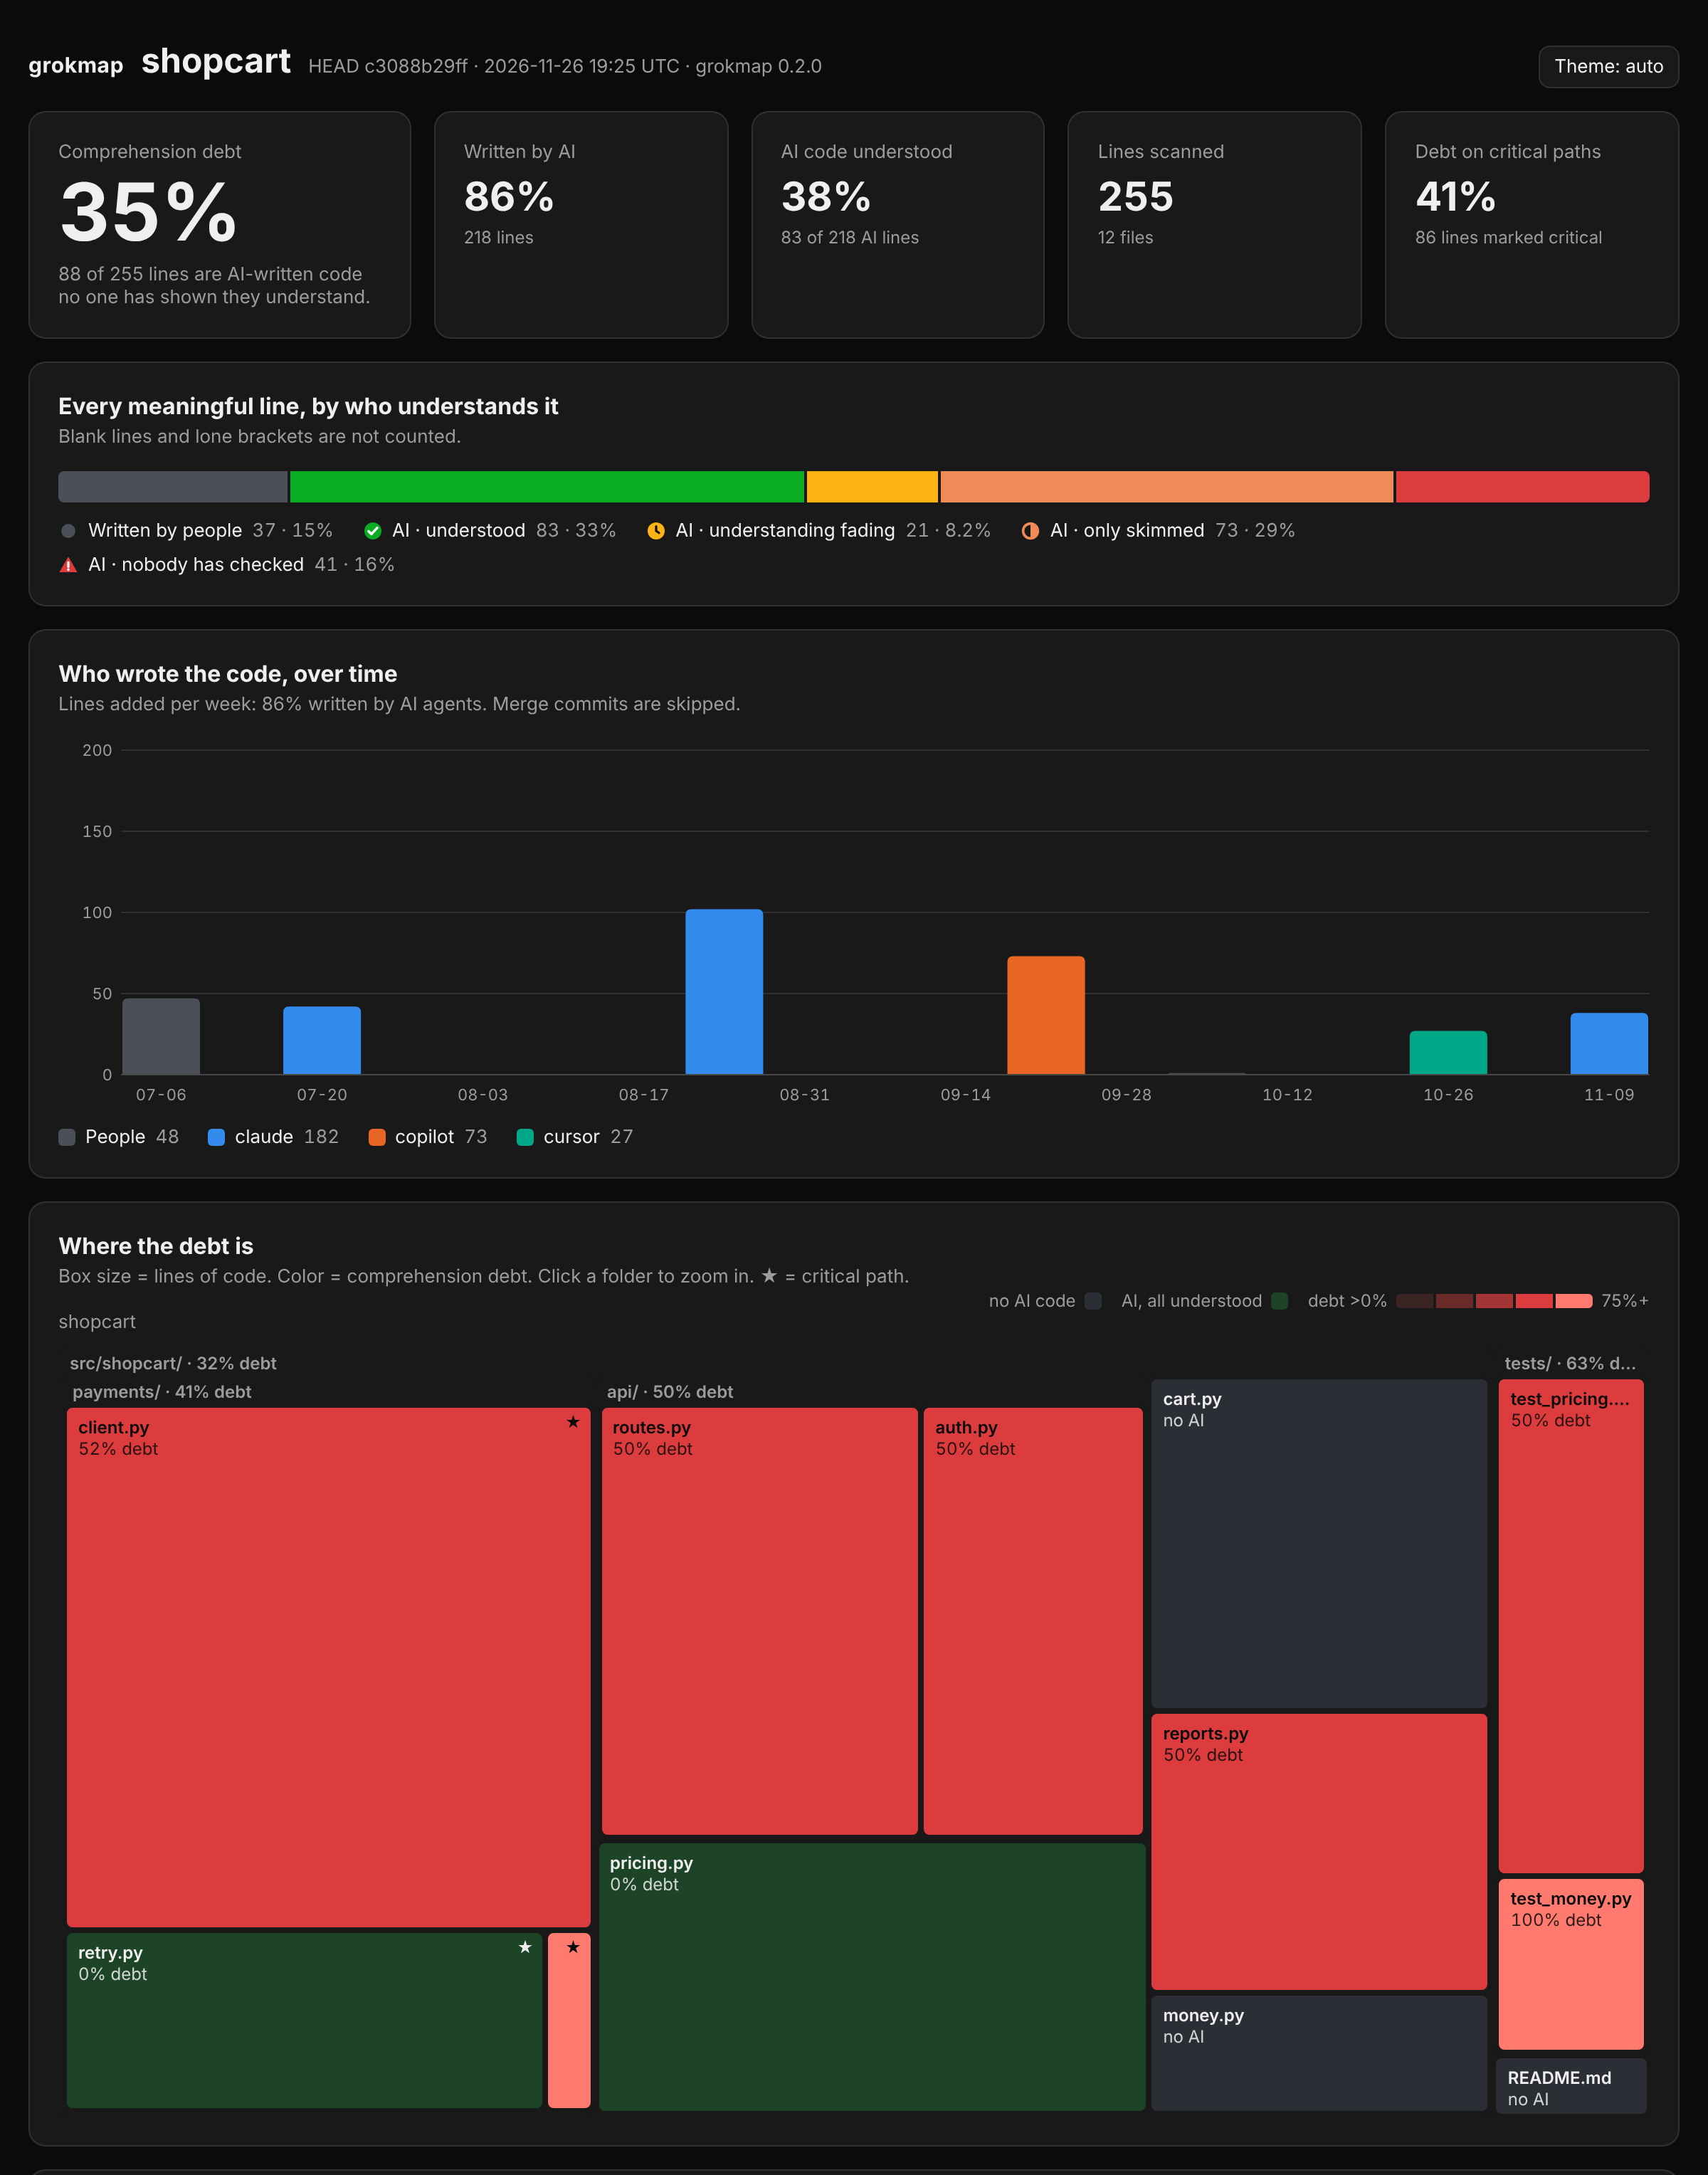 grokmap shopcart HEAD c3088b29ff · 2026-11-26 19:25 UTC · grokmap 0.2.0
Theme: auto
Comprehension debt
35%
88 of 255 lines are AI-written code
no one has shown they understand.
Written by AI
86%
218 lines
AI code understood
38%
83 of 218 AI lines
Lines scanned
255
12 files
Debt on critical paths
41%
86 lines marked critical
Every meaningful line, by who understands it
Blank lines and lone brackets are not counted.
Written by people 37 · 15%
AI · understood 83 · 33%
AI · understanding fading 21 · 8.2%
AI · only skimmed 73 · 29%
AI · nobody has checked 41 · 16%
Who wrote the code, over time
Lines added per week: 86% written by AI agents. Merge commits are skipped.
200
150
100
50
0
07-06 07-20 08-03 08-17 08-31 09-14 09-28 10-12 10-26 11-09
People 48
claude 182
copilot 73
cursor 27
Where the debt is
Box size = lines of code. Color = comprehension debt. Click a folder to zoom in. ★ = critical path.
no AI code
AI, all understood
debt >0%
75%+
shopcart
src/shopcart/ · 32% debt
payments/ · 41% debt
client.py ★
52% debt
retry.py ★
0% debt
★
api/ · 50% debt
routes.py
50% debt
auth.py
50% debt
pricing.py
0% debt
cart.py
no AI
reports.py
50% debt
money.py
no AI
tests/ · 63% d...
test_pricing....
50% debt
test_money.py
100% debt
README.md
no AI